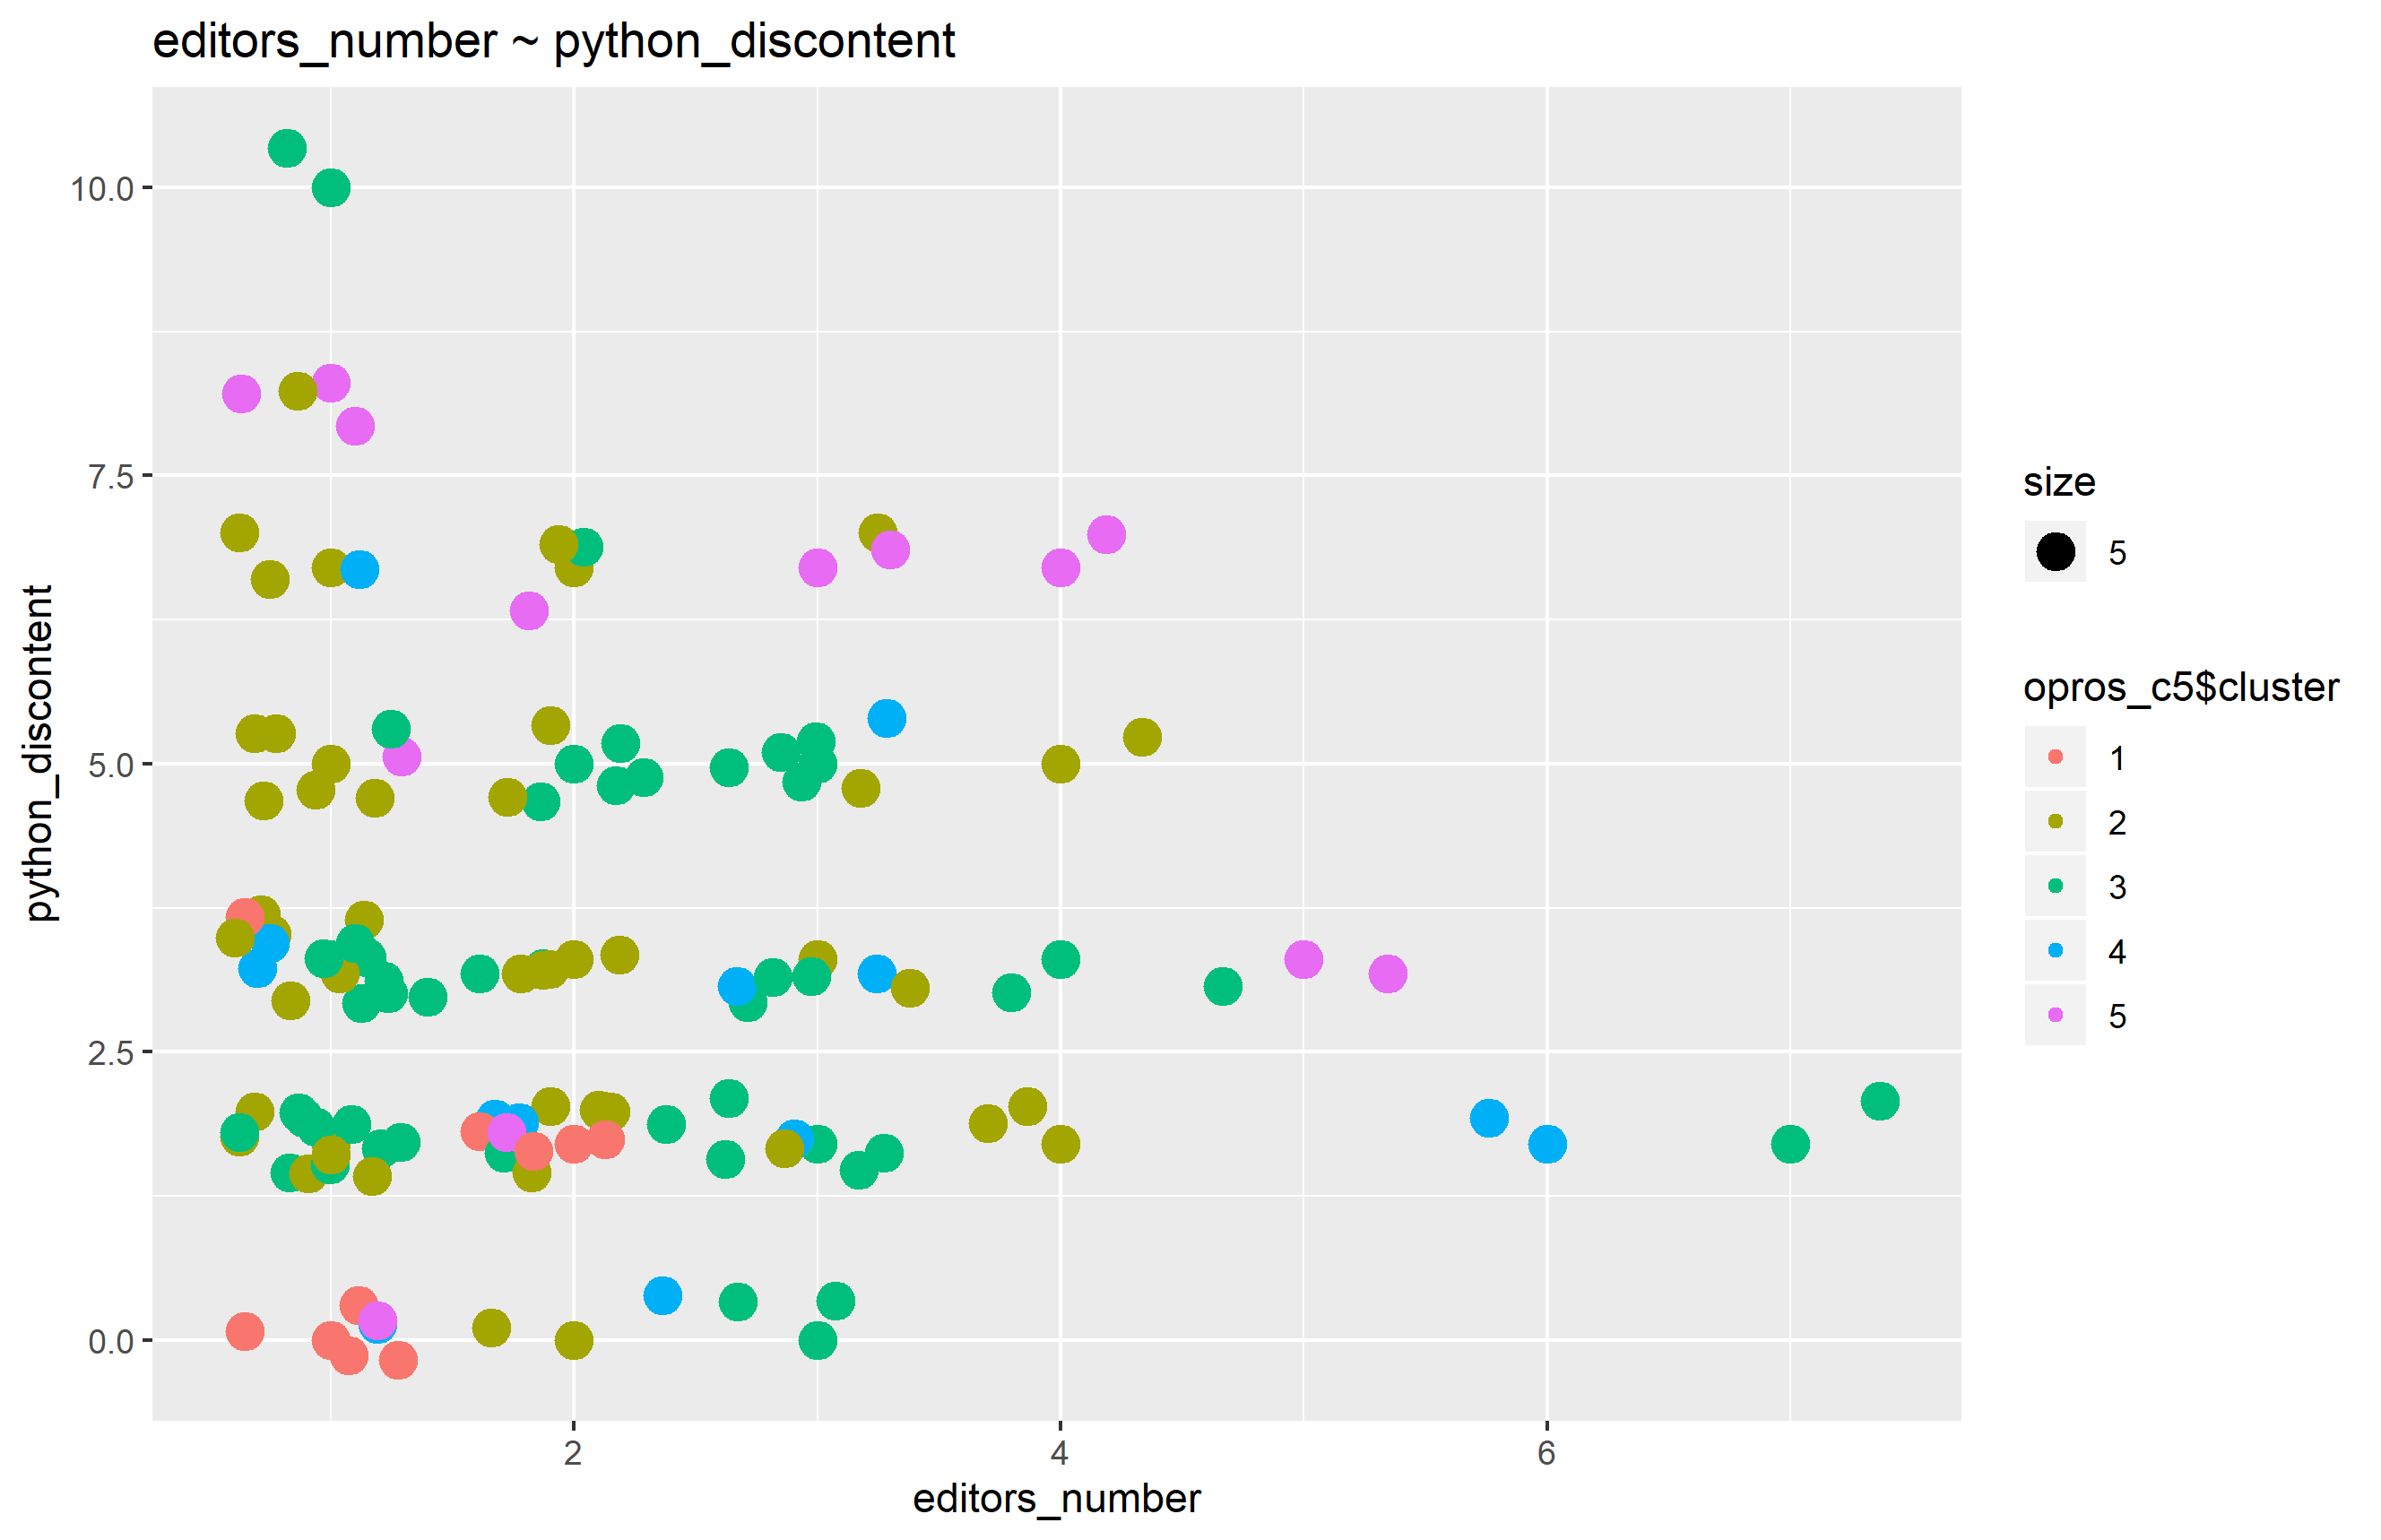 editors_number ~ python_discontent
python_discontent
10.0
7.5
5.0
2.5
0.0
2
4
6
editors_number
size
5
opros_c5$cluster
1
2
3
4
5